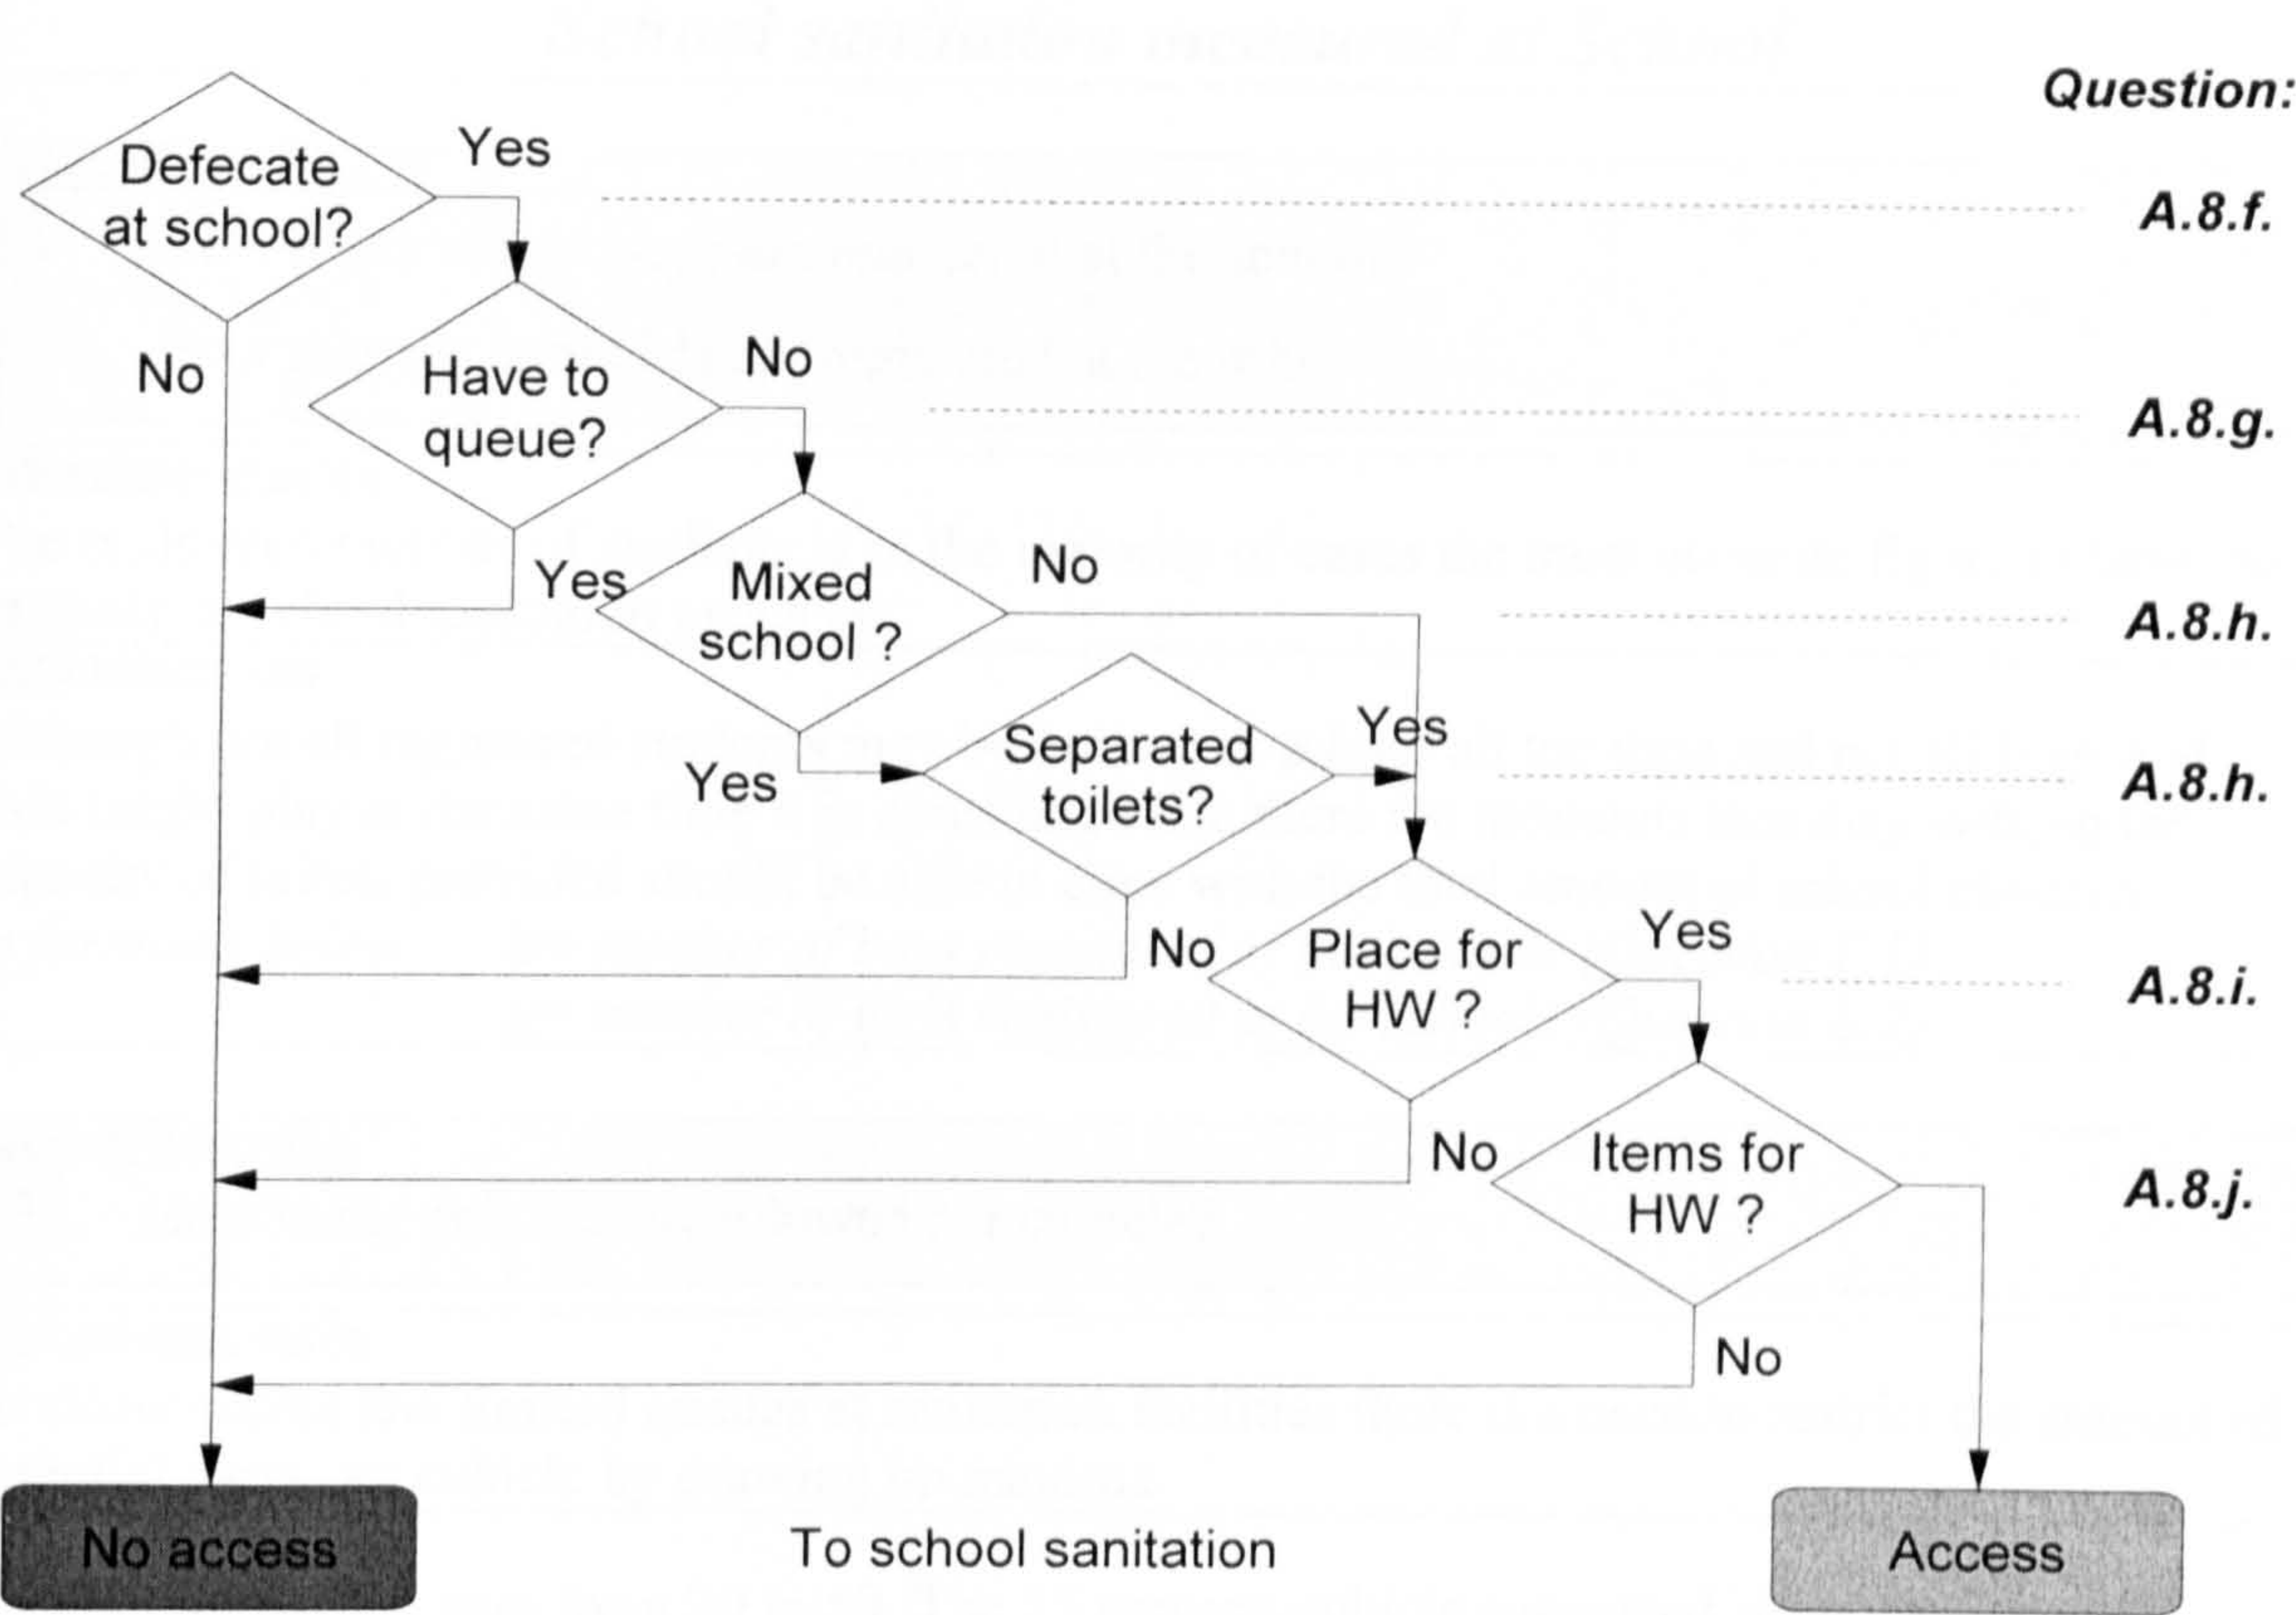 Question:
Defecate
at school?
Yes
A.8.f.
No
Have to
queue?
No
A.8.g.
Yes
Mixed
school ?
No
A.8.h.
Yes
Separated
toilets?
Yes
A.8.h.
No
Place for
HW ?
Yes
A.8.i.
No
Items for
HW ?
A.8.j.
No
No access
To school sanitation
Access